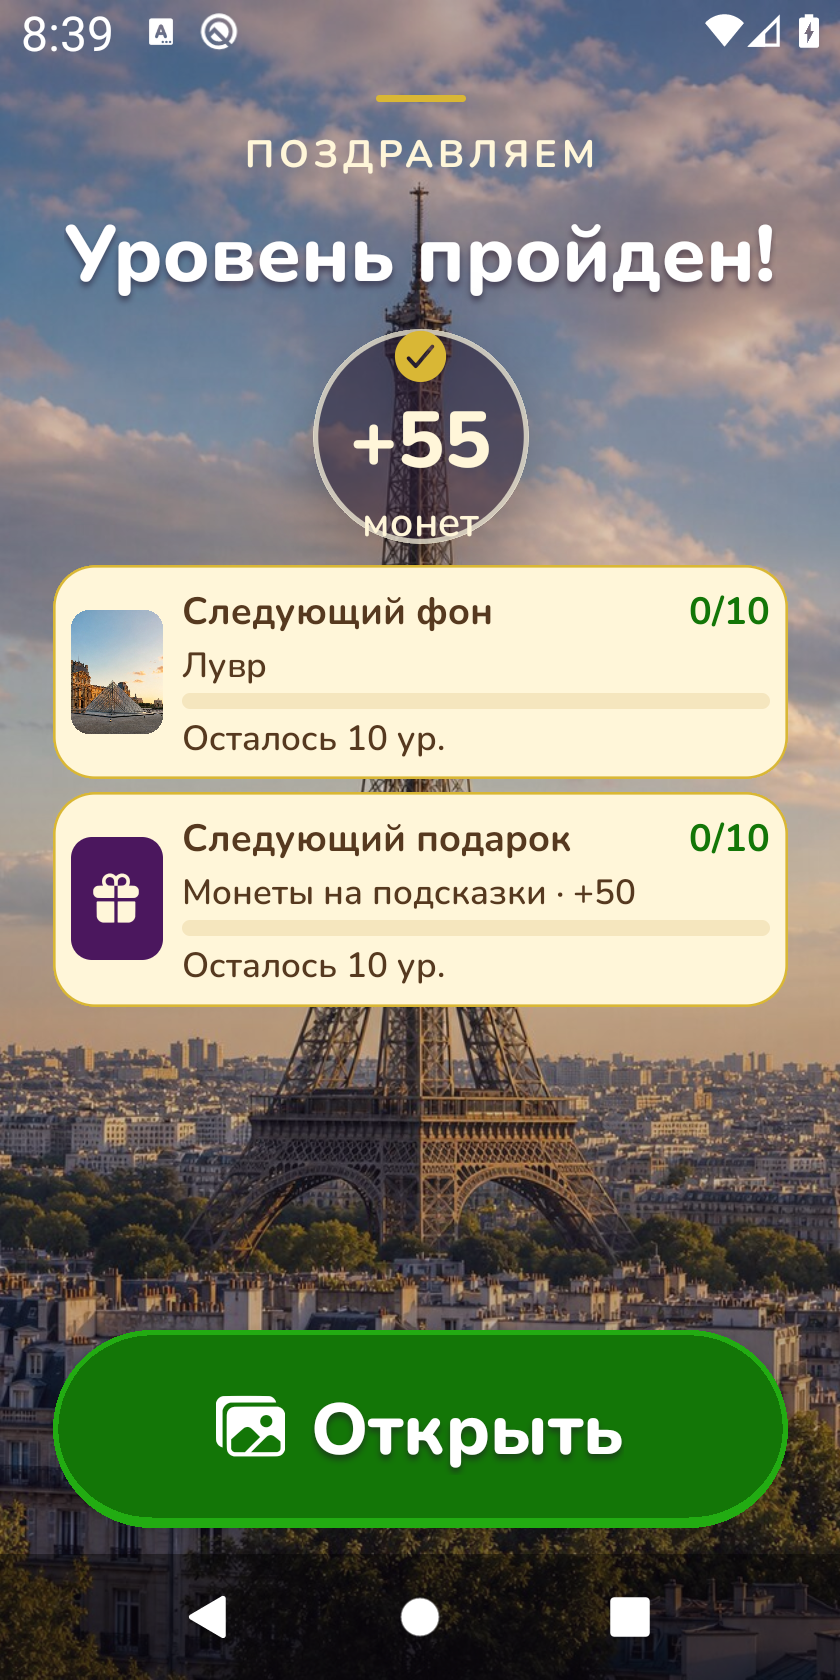 8:39
ПОЗДРАВЛЯЕМ
Уровень пройден!
+55
монет
Следующий фон 0/10
Лувр
Осталось 10 ур.
Следующий подарок 0/10
Монеты на подсказки · +50
Осталось 10 ур.
Открыть